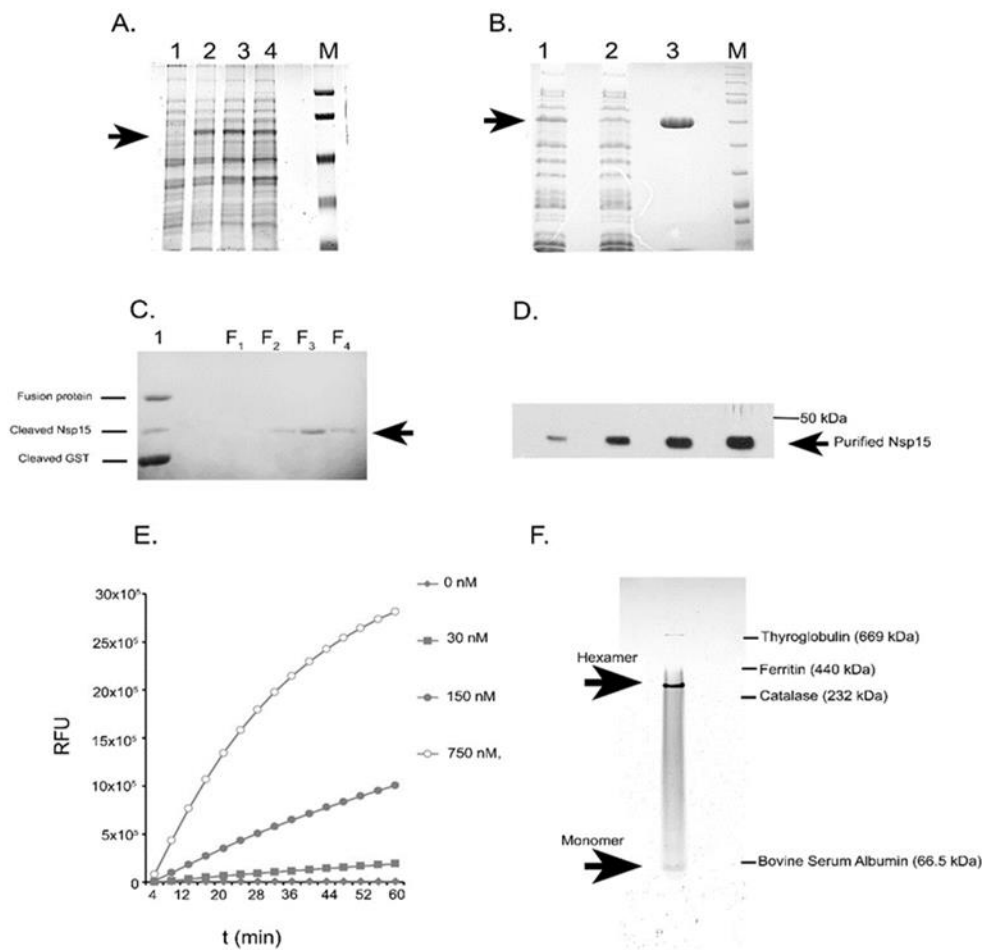 A.
1 2 3 4 M
B.
1 2 3 M
C.
1 F₁ F₂ F₃ F₄
Fusion protein
Cleaved Nsp15
Cleaved GST
D.
50 kDa
Purified Nsp15
E.
30x10⁵
25x10⁵
20x10⁵
15x10⁵
10x10⁵
5x10⁵
0
RFU
4 12 20 28 36 44 52 60
t (min)
0 nM
30 nM
150 nM
750 nM,
F.
Hexamer
Monomer
Thyroglobulin (669 kDa)
Ferritin (440 kDa)
Catalase (232 kDa)
Bovine Serum Albumin (66.5 kDa)